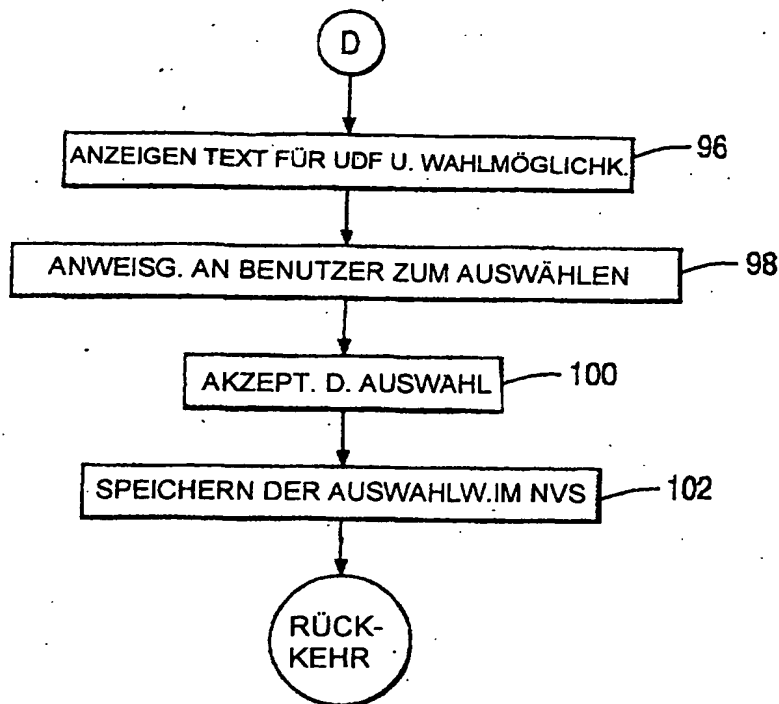 D
ANZEIGEN TEXT FÜR UDF U. WAHLMÖGLICHK.
96
ANWEISG. AN BENUTZER ZUM AUSWÄHLEN
98
AKZEPT. D. AUSWAHL
100
SPEICHERN DER AUSWAHLW.IM NVS
102
RÜCK-
KEHR